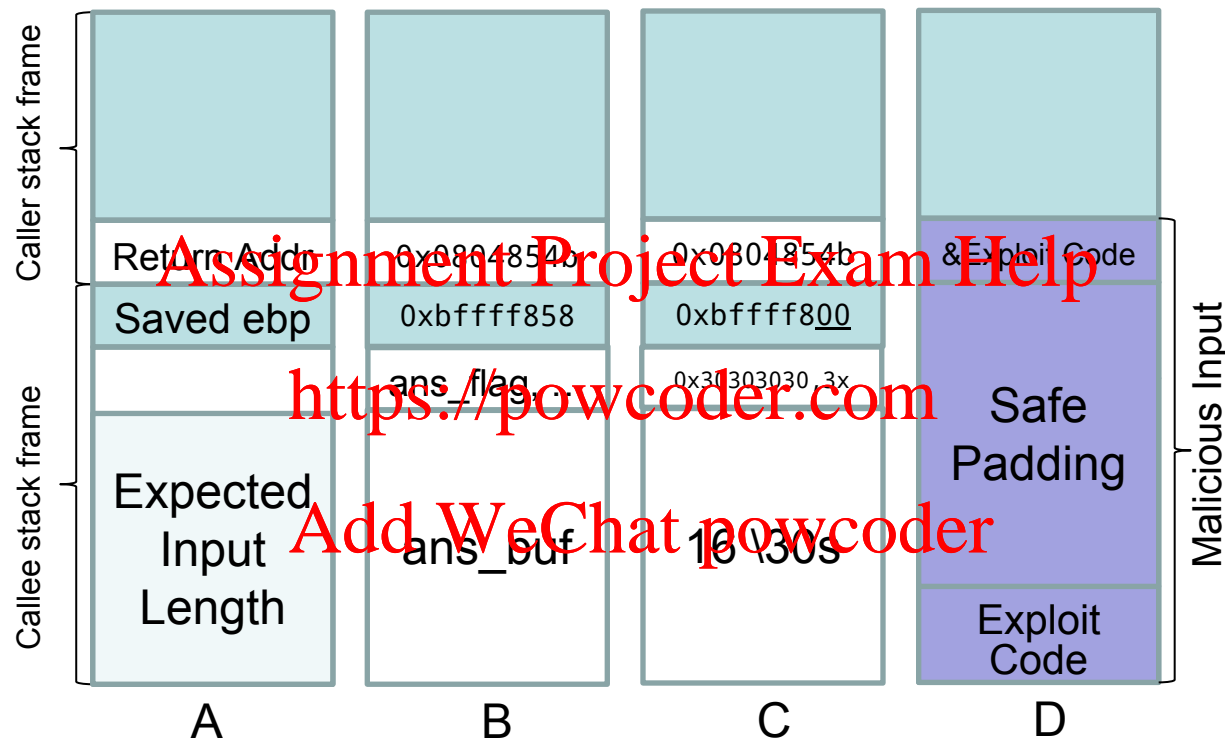 Caller stack frame
Callee stack frame
Return Addr
Saved ebp
Expected
Input
Length
A
0x0804854b
0xbffff858
ans_flag, ..
ans_buf
B
0x0804854b
0xbffff800
0x30303030,3x
16 \30s
C
&Exploit Code
Safe
Padding
Exploit
Code
D
Malicious Input
Assignment Project Exam Help
https://powcoder.com
Add WeChat powcoder